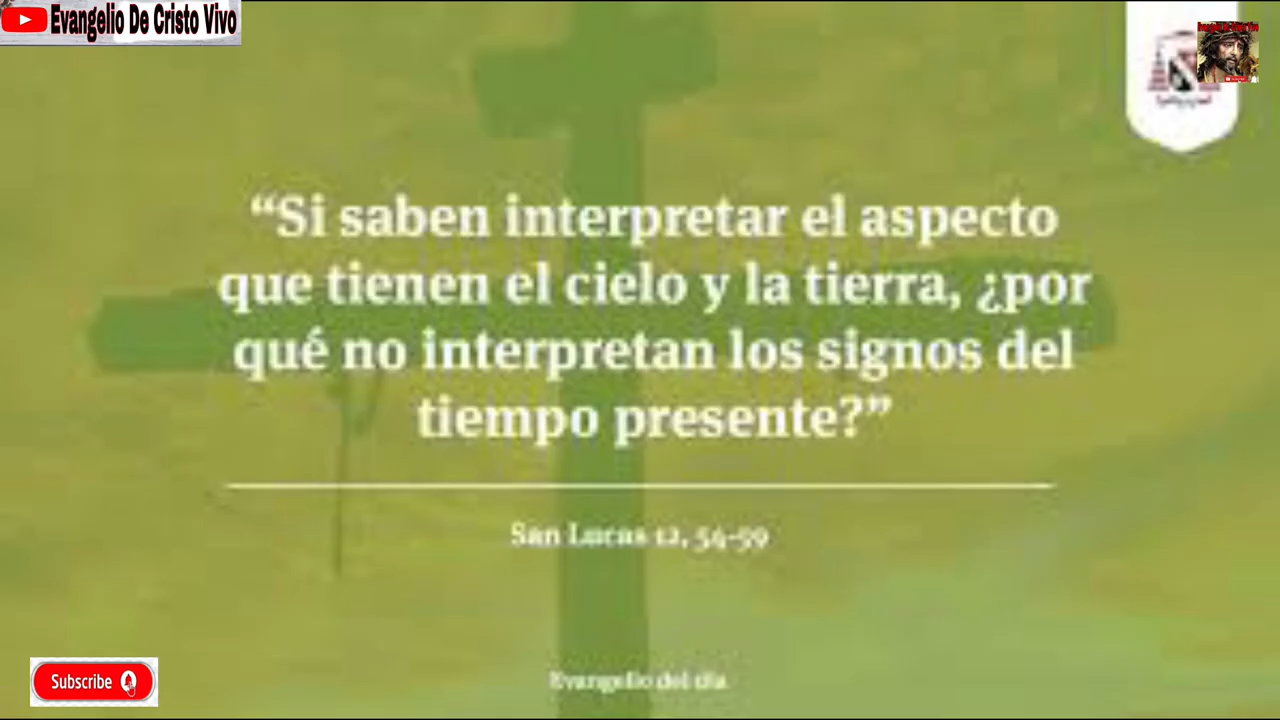 Evangelio De Cristo Vivo
“Si saben interpretar el aspecto
que tienen el cielo y la tierra, ¿por
qué no interpretan los signos del
tiempo presente?”
San Lucas 12, 54-59
Evangelio del día
Subscribe